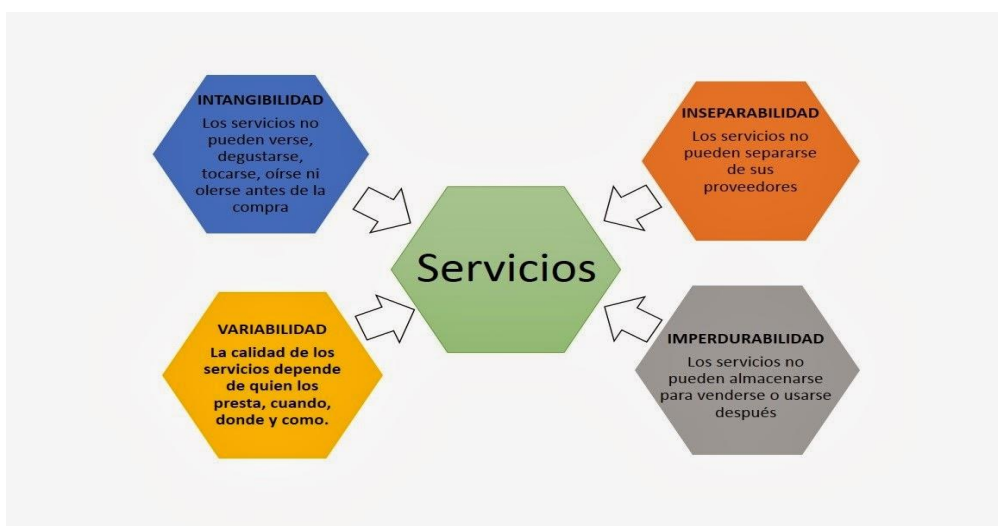 INTANGIBILIDAD
Los servicios no
pueden verse,
degustarse,
tocarse, oírse ni
olerse antes de la
compra
INSEPARABILIDAD
Los servicios no
pueden separarse
de sus
proveedores
Servicios
VARIABILIDAD
La calidad de los
servicios depende
de quien los
presta, cuando,
donde y como.
IMPERDURABILIDAD
Los servicios no
pueden almacenarse
para venderse o usarse
después